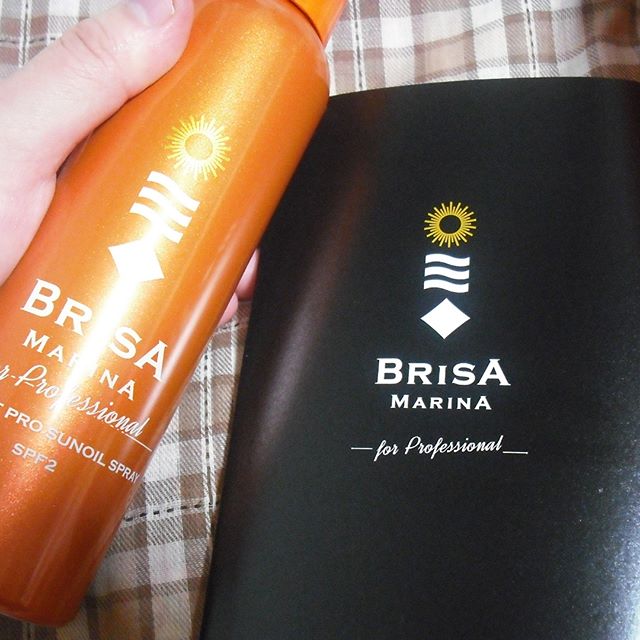 BRISA
MARINA
-Professional
PRO SUNOIL SPRAY
SPF2
BRISA
MARINA
for Professional